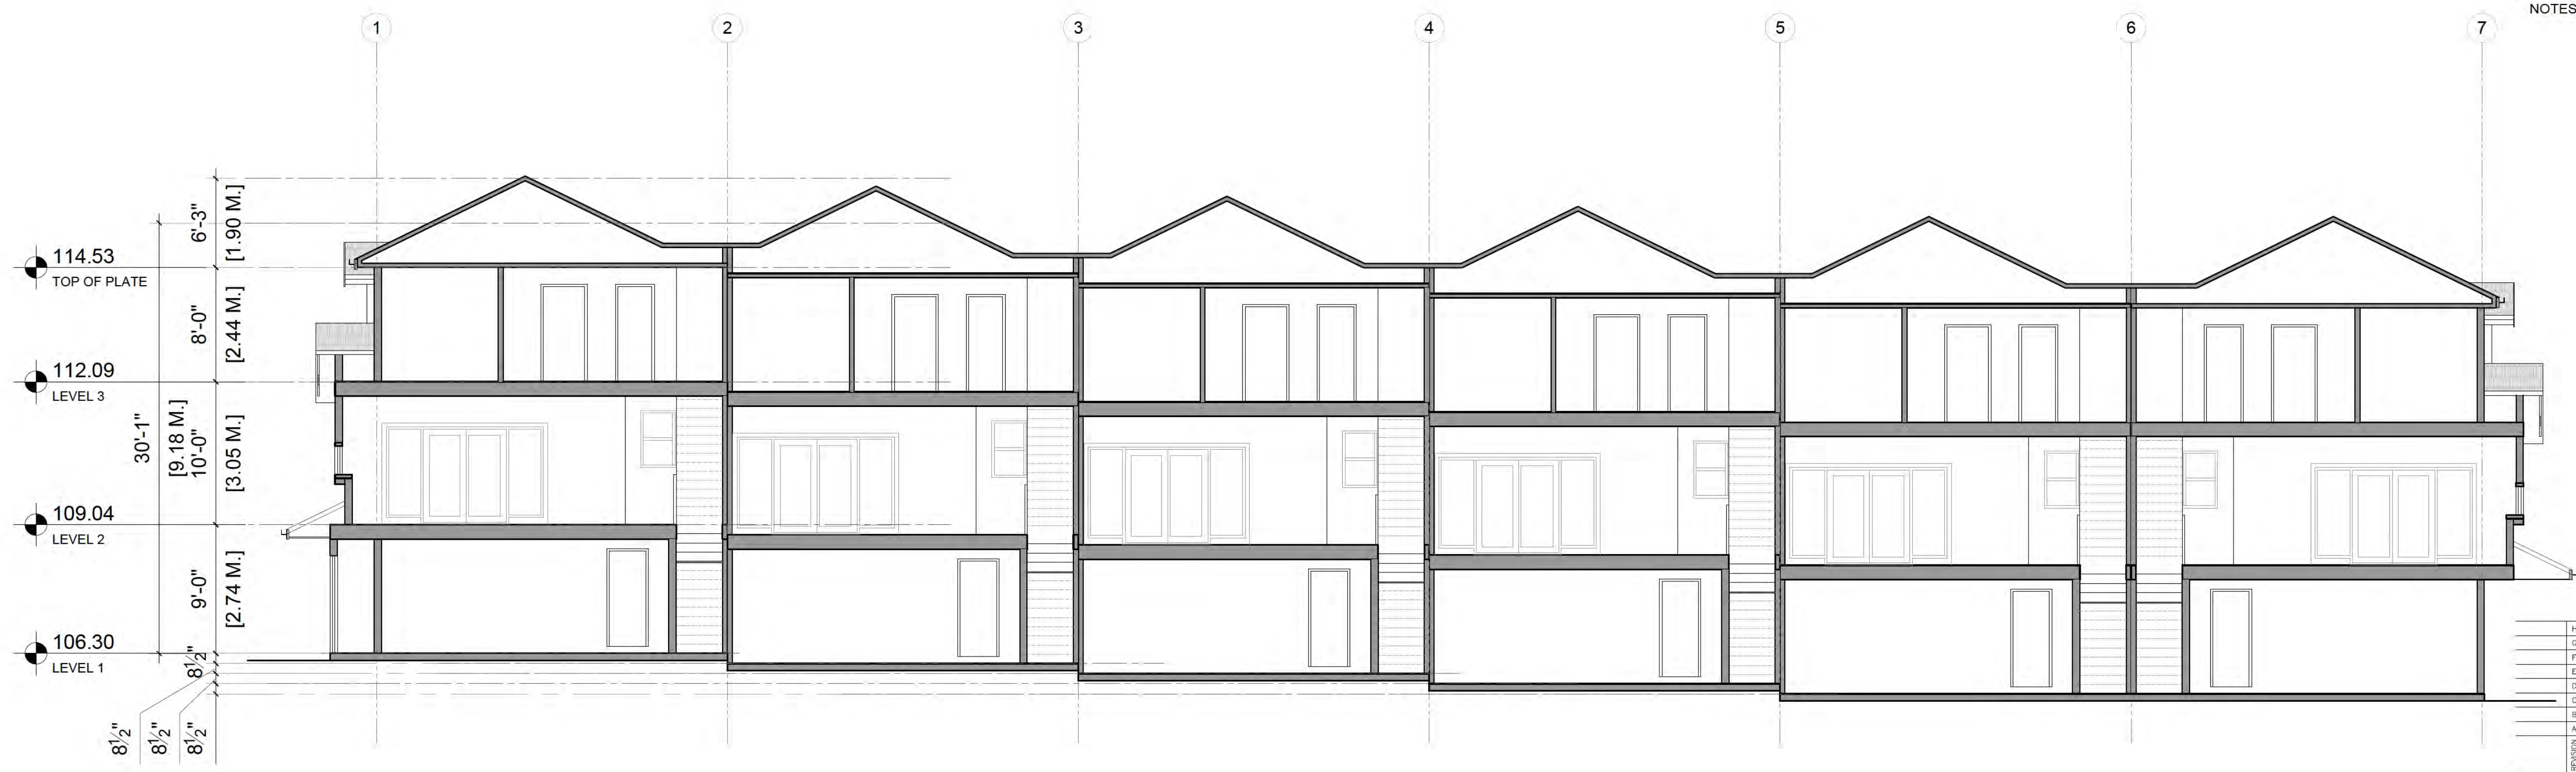 NOTES
1 2 3 4 5 6 7
6'-3"
[1.90 M.]
114.53
TOP OF PLATE
8'-0"
[2.44 M.]
112.09
LEVEL 3
30'-1"
[9.18 M.]
10'-0"
[3.05 M.]
109.04
LEVEL 2
9'-0"
[2.74 M.]
106.30
LEVEL 1
8½"
8½"
8½"
8½"